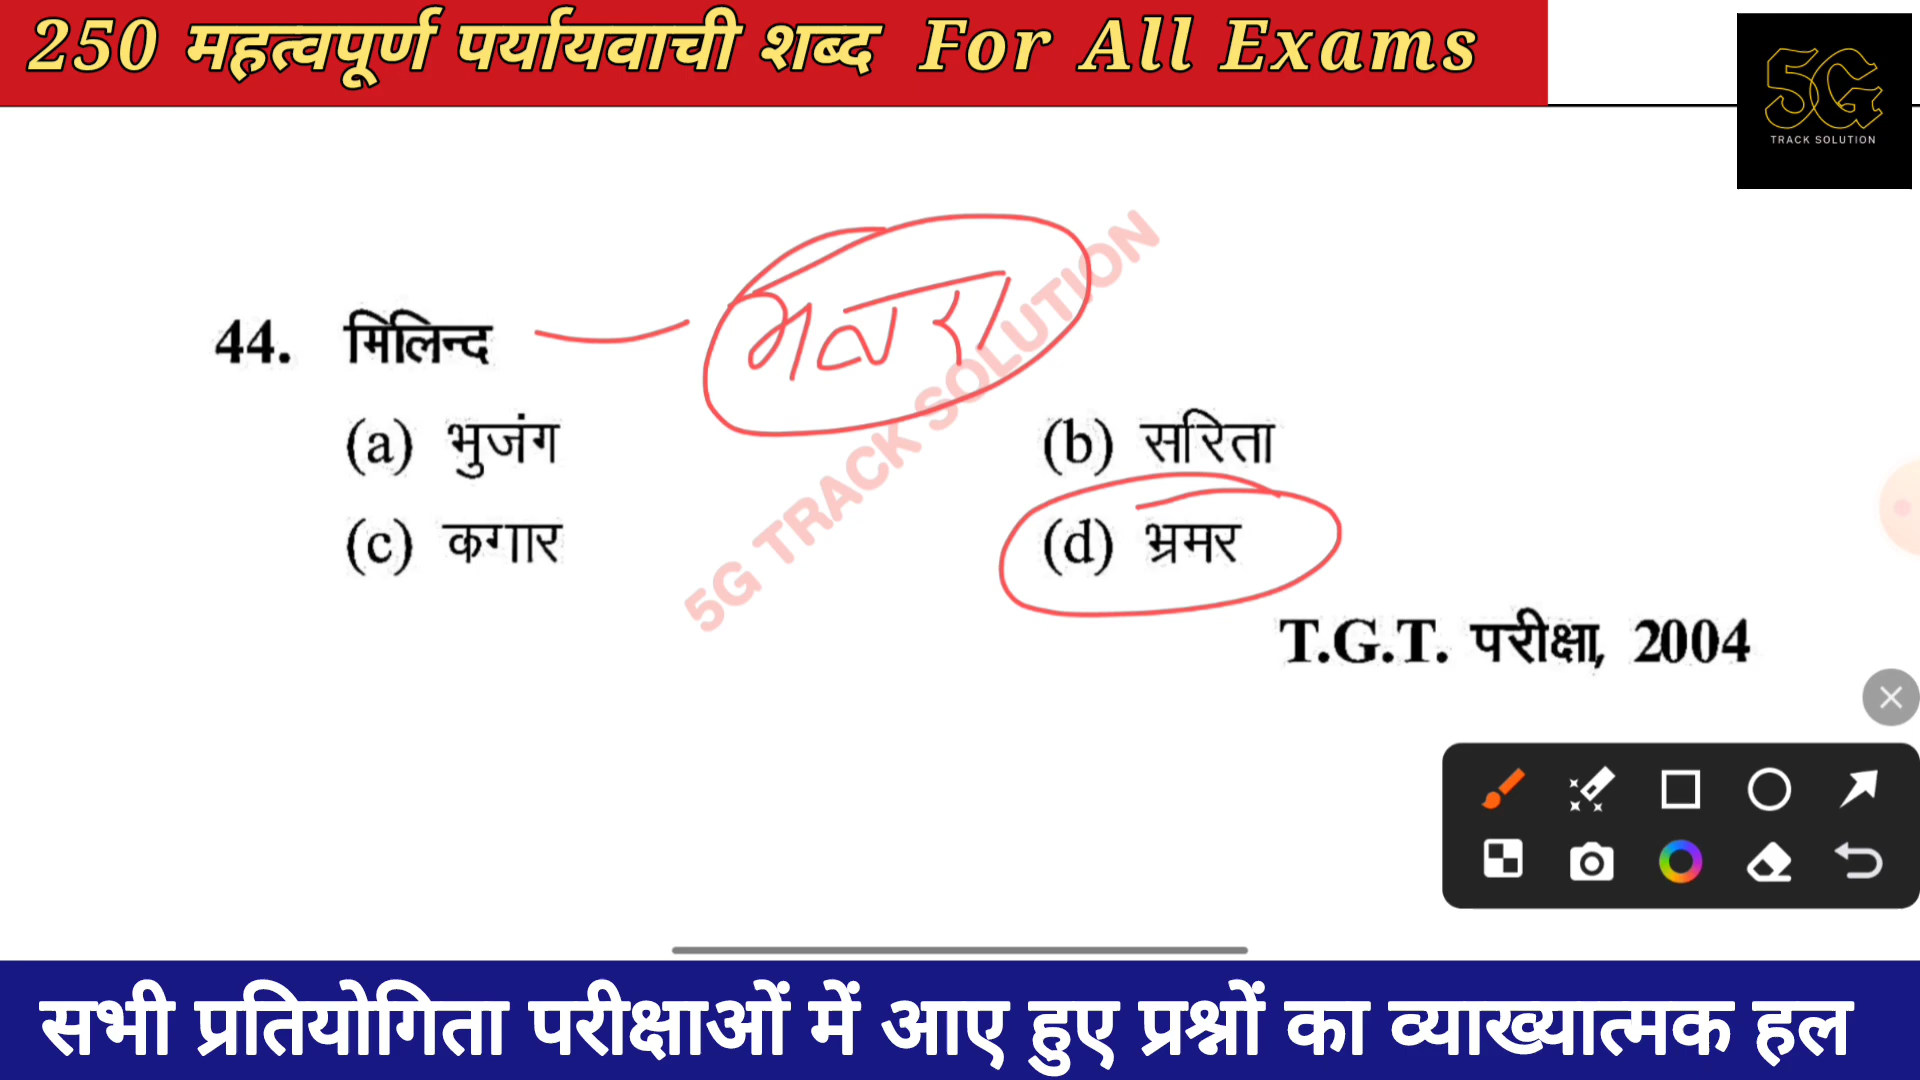 250 महत्वपूर्ण पर्यायवाची शब्द For All Exams
5G
TRACK SOLUTION
44. मिलिन्द
भवरा
(a) भुजंग (b) सरिता
(c) कगार (d) भ्रमर
5G TRACK SOLUTION
T.G.T. परीक्षा, 2004
सभी प्रतियोगिता परीक्षाओं में आए हुए प्रश्नों का व्याख्यात्मक हल